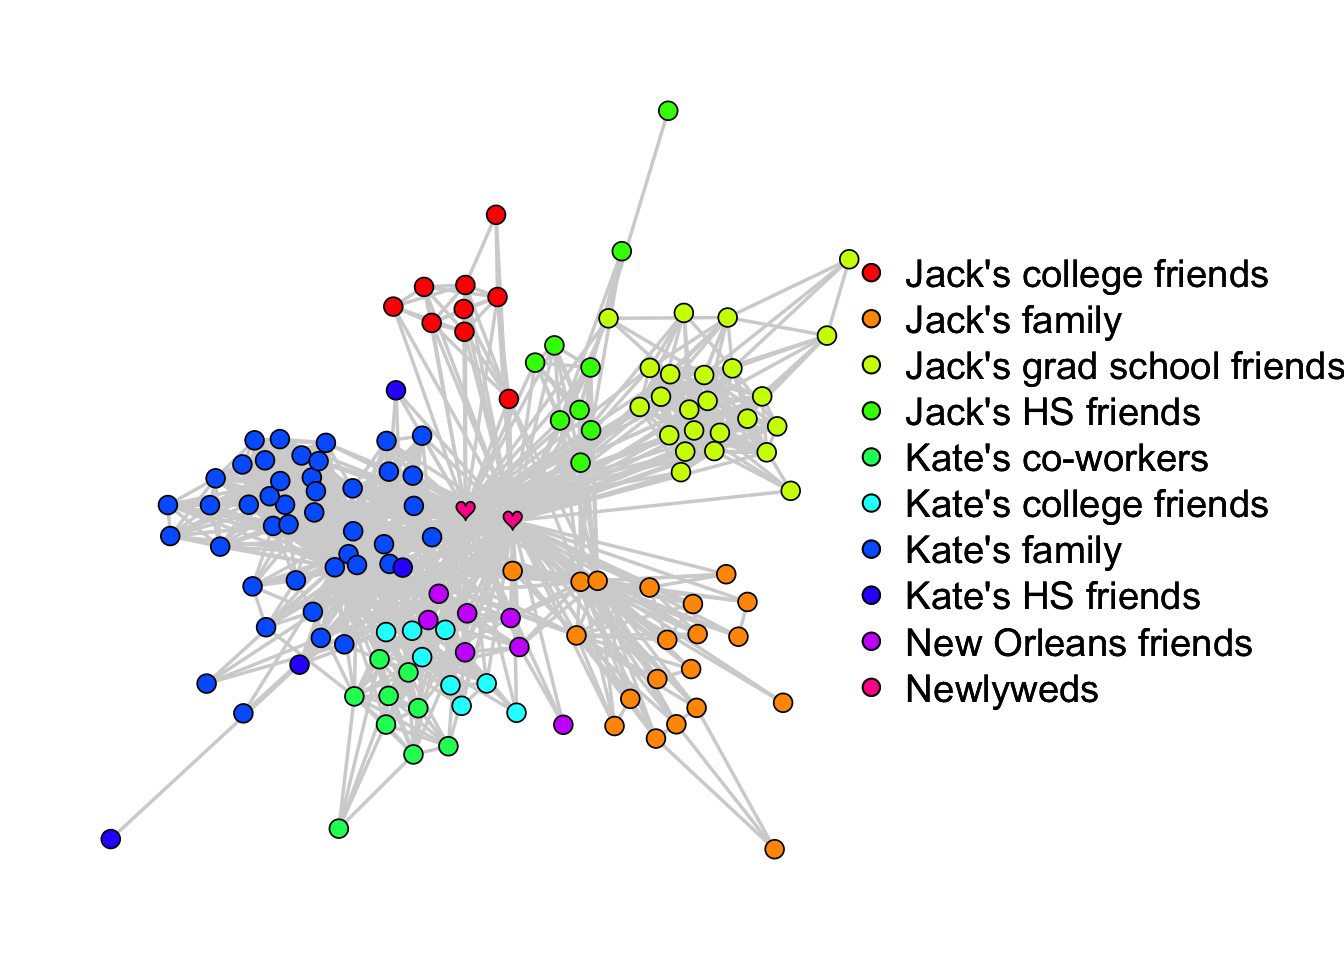 Jack's college friends
Jack's family
Jack's grad school friends
Jack's HS friends
Kate's co-workers
Kate's college friends
Kate's family
Kate's HS friends
New Orleans friends
Newlyweds